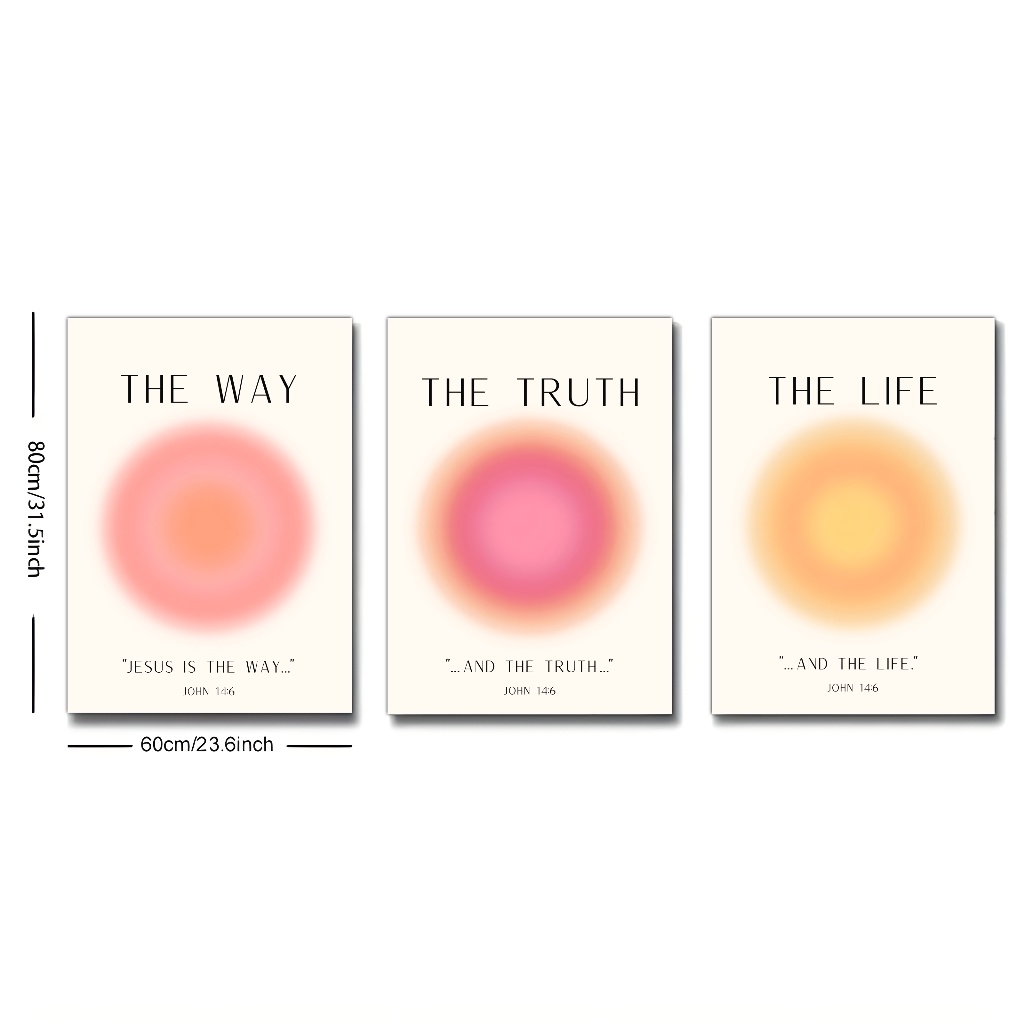 80cm/31.5inch
THE WAY
"JESUS IS THE WAY..."
JOHN 14:6
60cm/23.6inch
THE TRUTH
"...AND THE TRUTH..."
JOHN 14:6
THE LIFE
"...AND THE LIFE."
JOHN 14:6